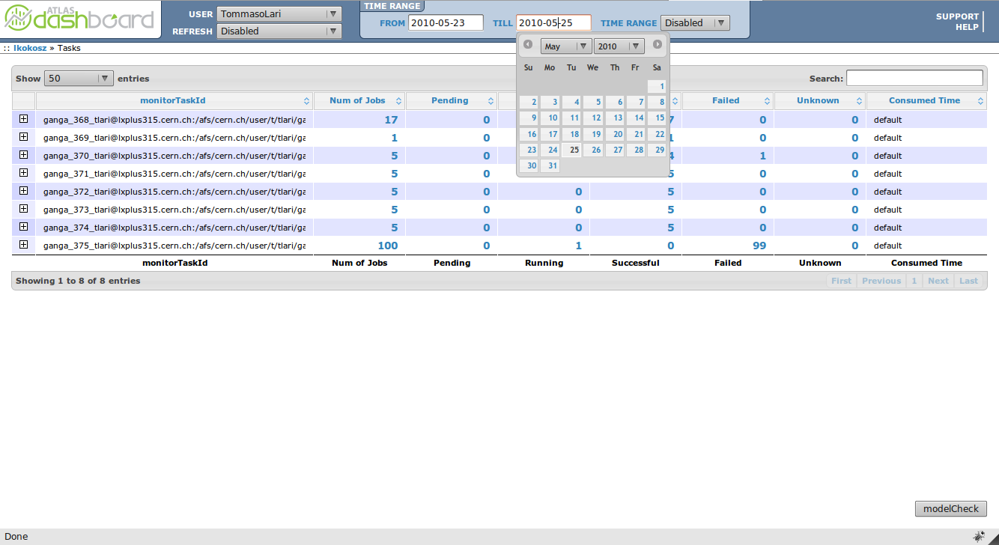 ATLAS
dashboard
USER TommasoLari
REFRESH Disabled
TIME RANGE
FROM 2010-05-23 TILL 2010-05-25 TIME RANGE Disabled
SUPPORT
HELP
:: lkokosz » Tasks
May 2010
Su Mo Tu We Th Fr Sa
1
2 3 4 5 6 7 8
9 10 11 12 13 14 15
16 17 18 19 20 21 22
23 24 25 26 27 28 29
30 31
Show 50 entries Search:
monitorTaskId Num of Jobs Pending Failed Unknown Consumed Time
ganga_368_tlari@lxplus315.cern.ch:/afs/cern.ch/user/t/tlari/ga 17 0 7 0 0 default
ganga_369_tlari@lxplus315.cern.ch:/afs/cern.ch/user/t/tlari/ga 1 0 1 0 0 default
ganga_370_tlari@lxplus315.cern.ch:/afs/cern.ch/user/t/tlari/ga 5 0 4 1 0 default
ganga_371_tlari@lxplus315.cern.ch:/afs/cern.ch/user/t/tlari/ga 5 0 5 0 0 default
ganga_372_tlari@lxplus315.cern.ch:/afs/cern.ch/user/t/tlari/ga 5 0 0 5 0 0 default
ganga_373_tlari@lxplus315.cern.ch:/afs/cern.ch/user/t/tlari/ga 5 0 0 5 0 0 default
ganga_374_tlari@lxplus315.cern.ch:/afs/cern.ch/user/t/tlari/ga 5 0 0 5 0 0 default
ganga_375_tlari@lxplus315.cern.ch:/afs/cern.ch/user/t/tlari/ga 100 0 1 0 99 0 default
monitorTaskId Num of Jobs Pending Running Successful Failed Unknown Consumed Time
Showing 1 to 8 of 8 entries First Previous 1 Next Last
modelCheck
Done